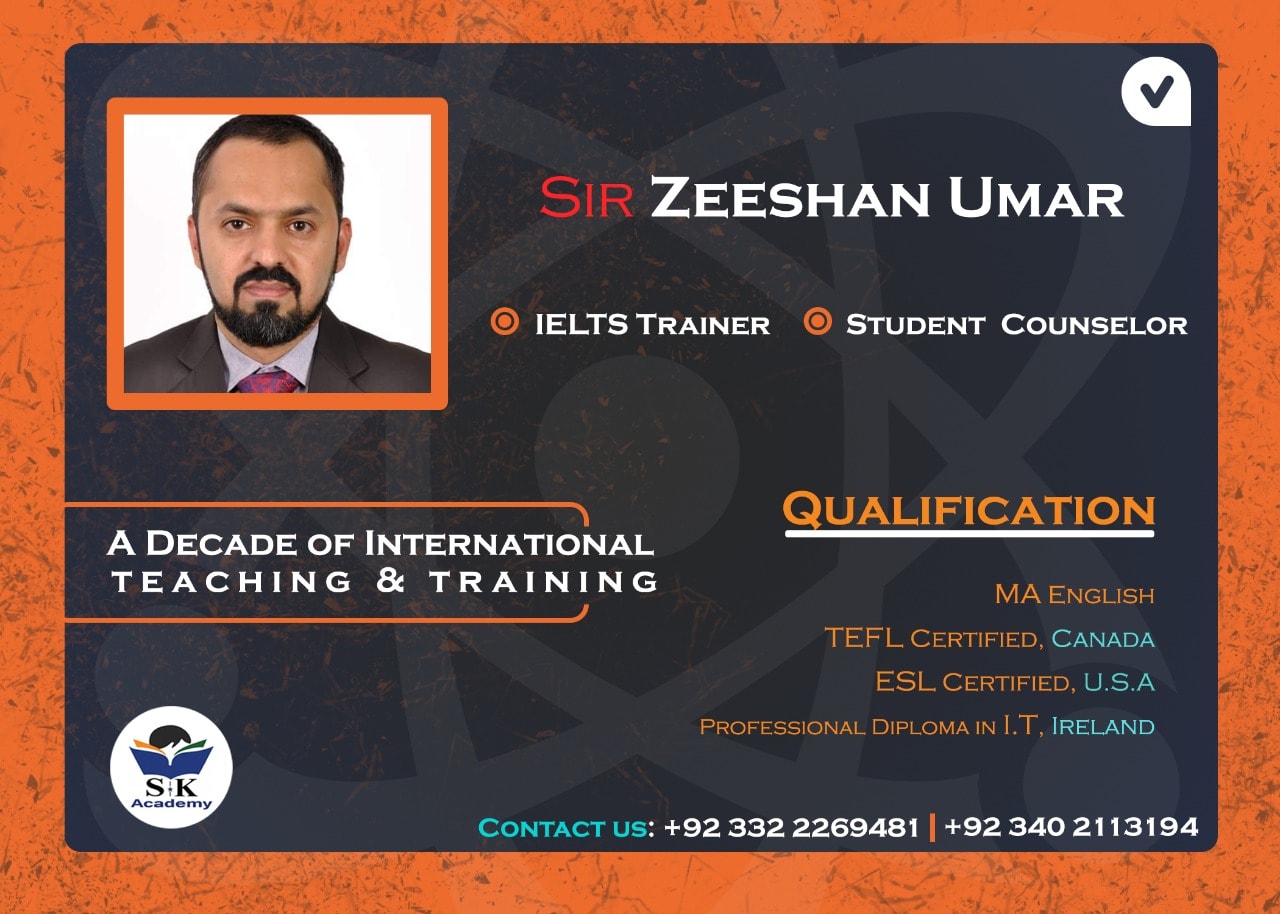 Sir Zeeshan Umar
IELTS Trainer
Student Counselor
A Decade of International
TEACHING & TRAINING
Qualification
MA English
TEFL Certified, Canada
ESL Certified, U.S.A
Professional Diploma in I.T, Ireland
S K
Academy
Contact us: +92 332 2269481 | +92 340 2113194